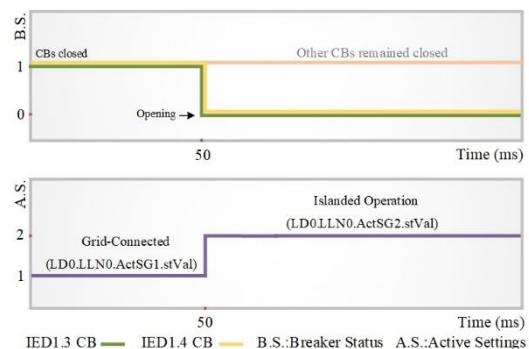 B.S.
CBs closed
Other CBs remained closed
1
0
Opening
50
Time (ms)
A.S.
Islanded Operation
(LD0.LLN0.ActSG2.stVal)
2
Grid-Connected
(LD0.LLN0.ActSG1.stVal)
1
50
Time (ms)
IED1.3 CB IED1.4 CB B.S.:Breaker Status A.S.:Active Settings